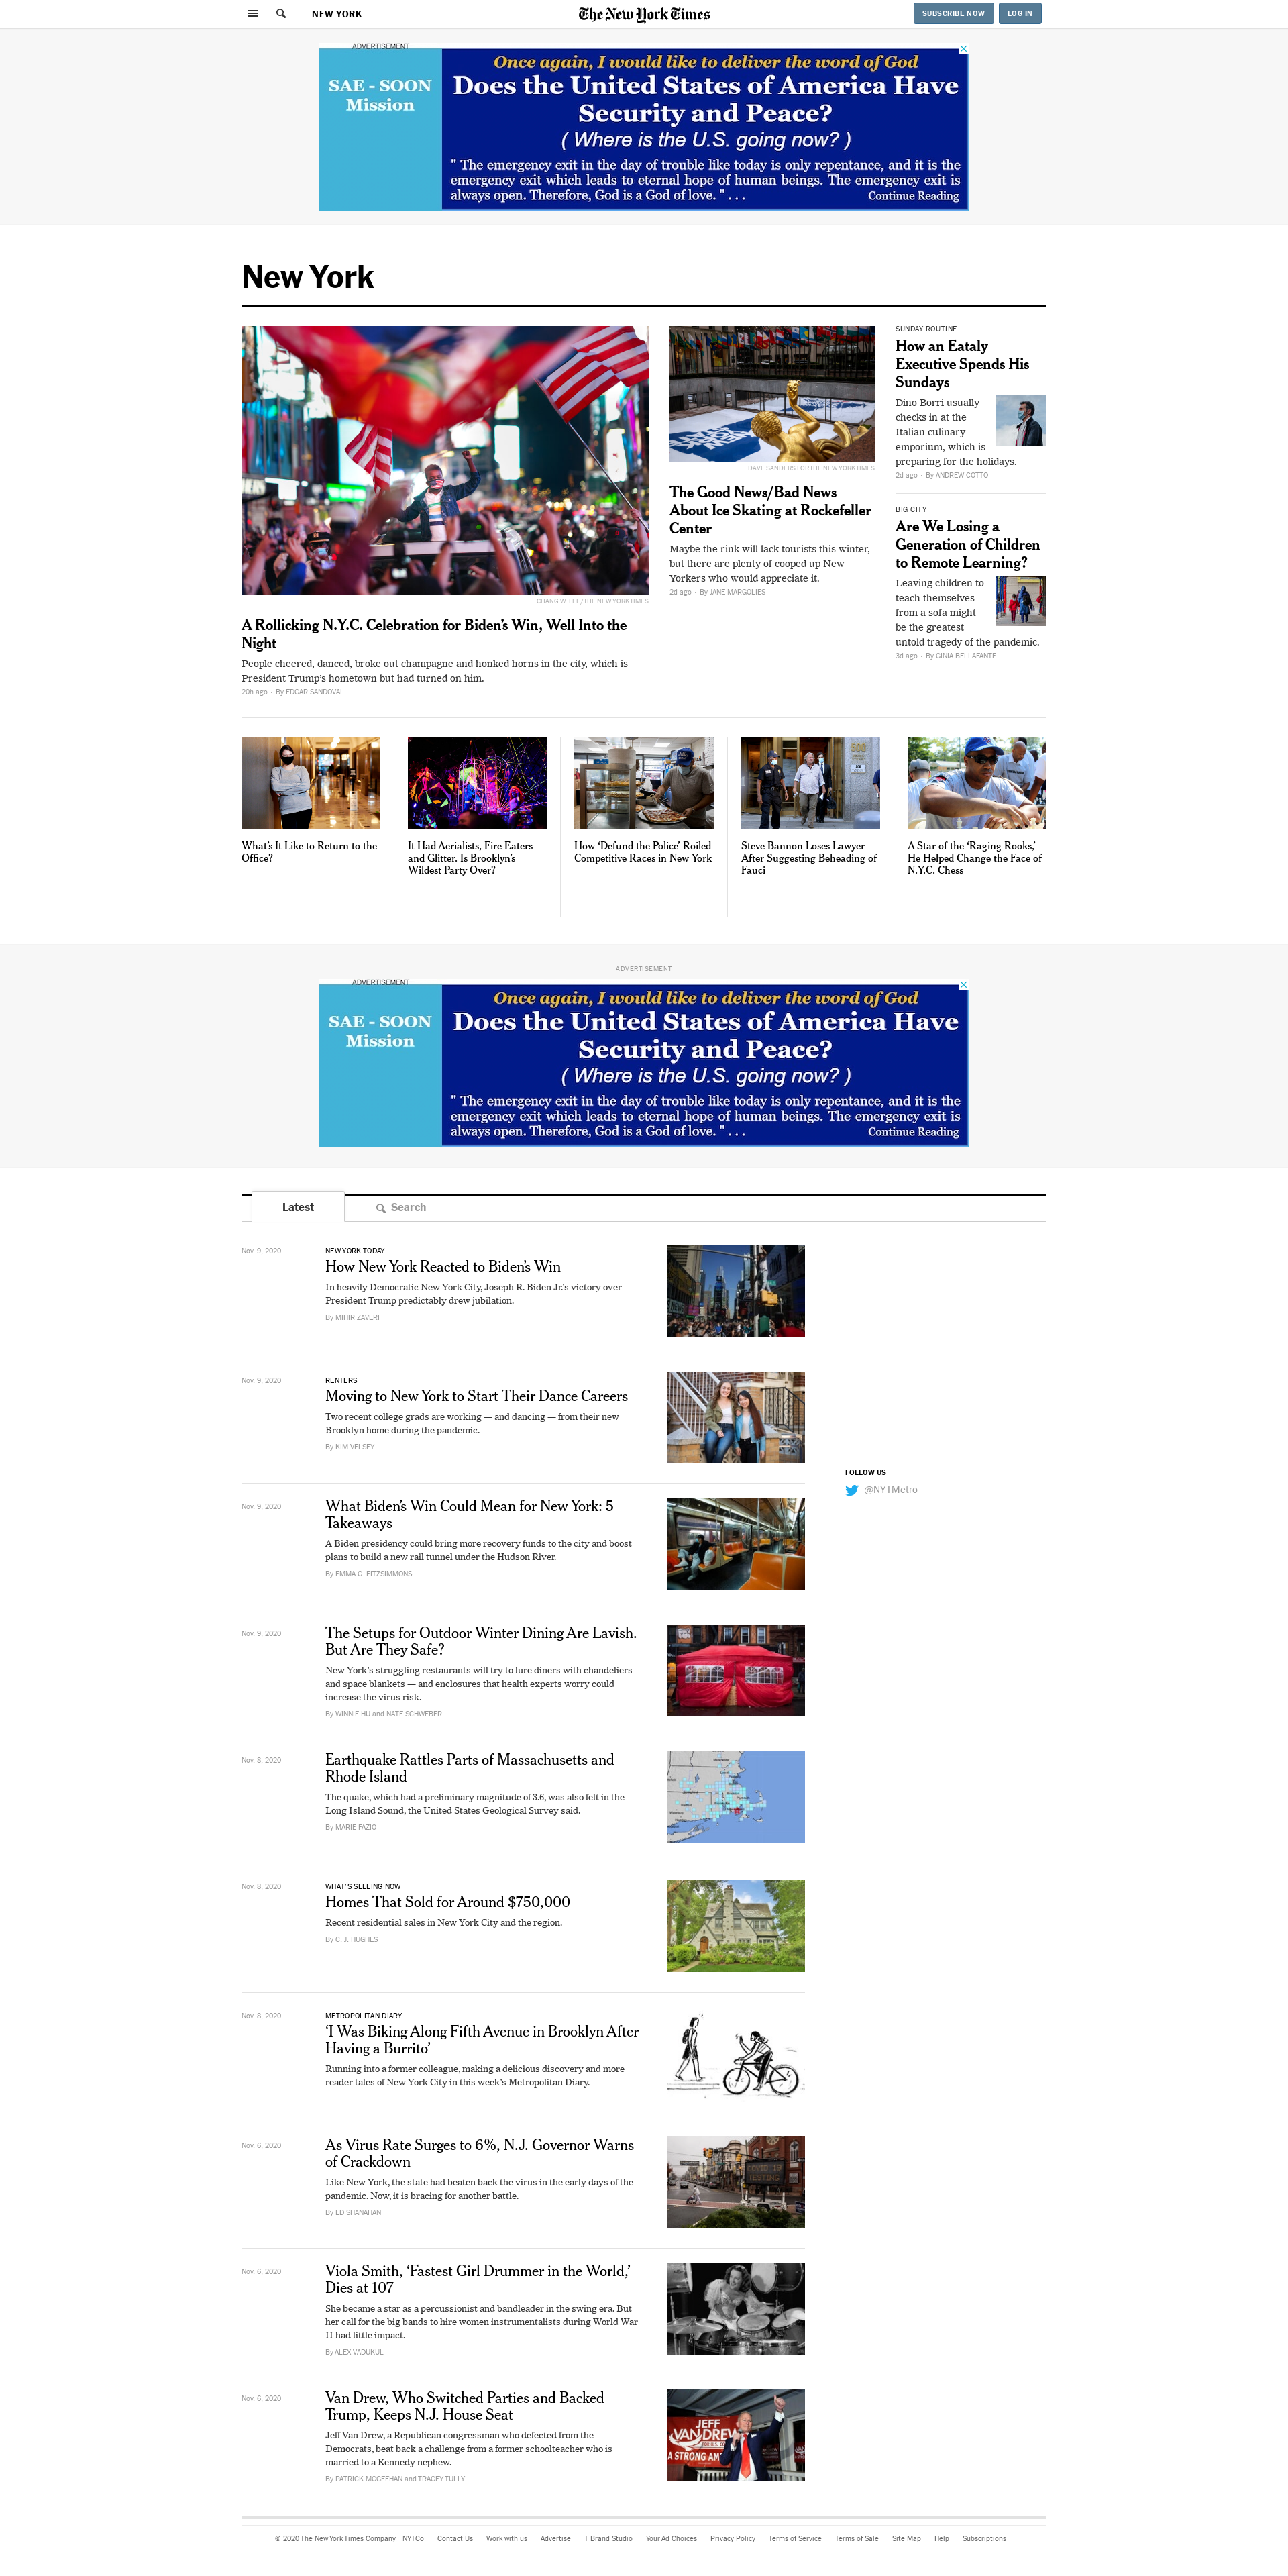 NEW YORK
The New York Times
SUBSCRIBE NOW
LOG IN
ADVERTISEMENT
SAE - SOON
Mission
Once again, I would like to deliver the word of God
Does the United States of America Have
Security and Peace?
( Where is the U.S. going now? )
" The emergency exit in the day of trouble like today is only repentance, and it is the
emergency exit which leads to eternal hope of human beings. The emergency exit is
always open. Therefore, God is a God of love. " . . .
Continue Reading
New York
CHANG W. LEE/THE NEW YORK TIMES
A Rollicking N.Y.C. Celebration for Biden’s Win, Well Into the
Night
People cheered, danced, broke out champagne and honked horns in the city, which is
President Trump’s hometown but had turned on him.
20h ago • By EDGAR SANDOVAL
DAVE SANDERS FOR THE NEW YORK TIMES
The Good News/Bad News
About Ice Skating at Rockefeller
Center
Maybe the rink will lack tourists this winter,
but there are plenty of cooped up New
Yorkers who would appreciate it.
2d ago • By JANE MARGOLIES
SUNDAY ROUTINE
How an Eataly
Executive Spends His
Sundays
Dino Borri usually
checks in at the
Italian culinary
emporium, which is
preparing for the holidays.
2d ago • By ANDREW COTTO
BIG CITY
Are We Losing a
Generation of Children
to Remote Learning?
Leaving children to
teach themselves
from a sofa might
be the greatest
untold tragedy of the pandemic.
3d ago • By GINIA BELLAFANTE
What’s It Like to Return to the
Office?
It Had Aerialists, Fire Eaters
and Glitter. Is Brooklyn’s
Wildest Party Over?
How ‘Defund the Police’ Roiled
Competitive Races in New York
500
Steve Bannon Loses Lawyer
After Suggesting Beheading of
Fauci
A Star of the ‘Raging Rooks,’
He Helped Change the Face of
N.Y.C. Chess
ADVERTISEMENT
ADVERTISEMENT
SAE - SOON
Mission
Once again, I would like to deliver the word of God
Does the United States of America Have
Security and Peace?
( Where is the U.S. going now? )
" The emergency exit in the day of trouble like today is only repentance, and it is the
emergency exit which leads to eternal hope of human beings. The emergency exit is
always open. Therefore, God is a God of love. " . . .
Continue Reading
Latest
Search
Nov. 9, 2020
NEW YORK TODAY
How New York Reacted to Biden’s Win
In heavily Democratic New York City, Joseph R. Biden Jr.’s victory over
President Trump predictably drew jubilation.
By MIHIR ZAVERI
Nov. 9, 2020
RENTERS
Moving to New York to Start Their Dance Careers
Two recent college grads are working — and dancing — from their new
Brooklyn home during the pandemic.
By KIM VELSEY
FOLLOW US
@NYTMetro
Nov. 9, 2020
What Biden’s Win Could Mean for New York: 5
Takeaways
A Biden presidency could bring more recovery funds to the city and boost
plans to build a new rail tunnel under the Hudson River.
By EMMA G. FITZSIMMONS
Nov. 9, 2020
The Setups for Outdoor Winter Dining Are Lavish.
But Are They Safe?
New York’s struggling restaurants will try to lure diners with chandeliers
and space blankets — and enclosures that health experts worry could
increase the virus risk.
By WINNIE HU and NATE SCHWEBER
Nov. 8, 2020
Earthquake Rattles Parts of Massachusetts and
Rhode Island
The quake, which had a preliminary magnitude of 3.6, was also felt in the
Long Island Sound, the United States Geological Survey said.
By MARIE FAZIO
Nov. 8, 2020
WHAT'S SELLING NOW
Homes That Sold for Around $750,000
Recent residential sales in New York City and the region.
By C. J. HUGHES
Nov. 8, 2020
METROPOLITAN DIARY
‘I Was Biking Along Fifth Avenue in Brooklyn After
Having a Burrito’
Running into a former colleague, making a delicious discovery and more
reader tales of New York City in this week’s Metropolitan Diary.
Nov. 6, 2020
As Virus Rate Surges to 6%, N.J. Governor Warns
of Crackdown
Like New York, the state had beaten back the virus in the early days of the
pandemic. Now, it is bracing for another battle.
By ED SHANAHAN
COVID-19
TESTING
Nov. 6, 2020
Viola Smith, ‘Fastest Girl Drummer in the World,’
Dies at 107
She became a star as a percussionist and bandleader in the swing era. But
her call for the big bands to hire women instrumentalists during World War
II had little impact.
By ALEX VADUKUL
Nov. 6, 2020
Van Drew, Who Switched Parties and Backed
Trump, Keeps N.J. House Seat
Jeff Van Drew, a Republican congressman who defected from the
Democrats, beat back a challenge from a former schoolteacher who is
married to a Kennedy nephew.
By PATRICK MCGEEHAN and TRACEY TULLY
JEFF
VAN DREW
A STRONG AM
© 2020 The New York Times Company NYTCo Contact Us Work with us Advertise T Brand Studio Your Ad Choices Privacy Policy Terms of Service Terms of Sale Site Map Help Subscriptions